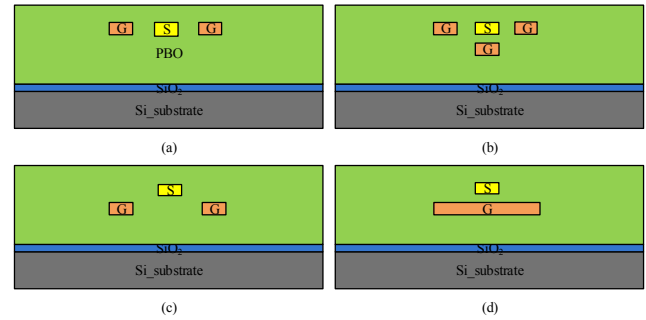 G S G
PBO
SiO2
Si_substrate
(a)
G S G
G
SiO2
Si_substrate
(b)
S
G G
SiO2
Si_substrate
(c)
S
G
SiO2
Si_substrate
(d)